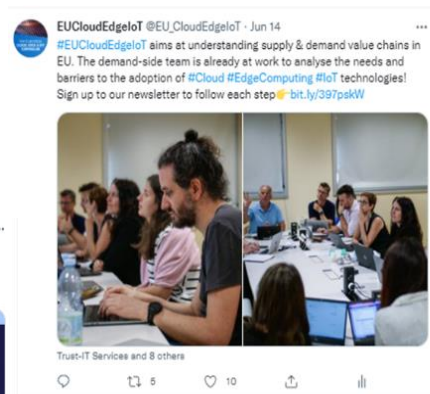 EUCloudEdgeIoT @EU_CloudEdgeIoT · Jun 14
#EUCloudEdgeIoT aims at understanding supply & demand value chains in
EU. The demand-side team is already at work to analyse the needs and
barriers to the adoption of #Cloud #EdgeComputing #IoT technologies!
Sign up to our newsletter to follow each step👉bit.ly/397pskW
Trust-IT Services and 8 others
5
10